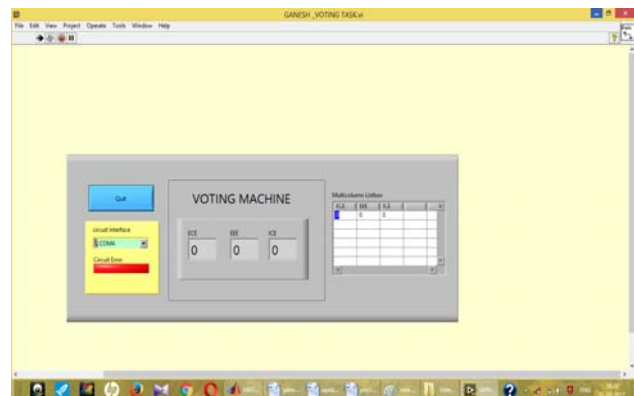 GANESH _VOTING TASK.vi
File Edit View Project Operate Tools Window Help
Quit
VOTING MACHINE
Multicolumn Listbox
ECE EEE ICE
0 0 0
circuit interface
COM4
Circuit Error
ECE EEE ICE
0 0 0